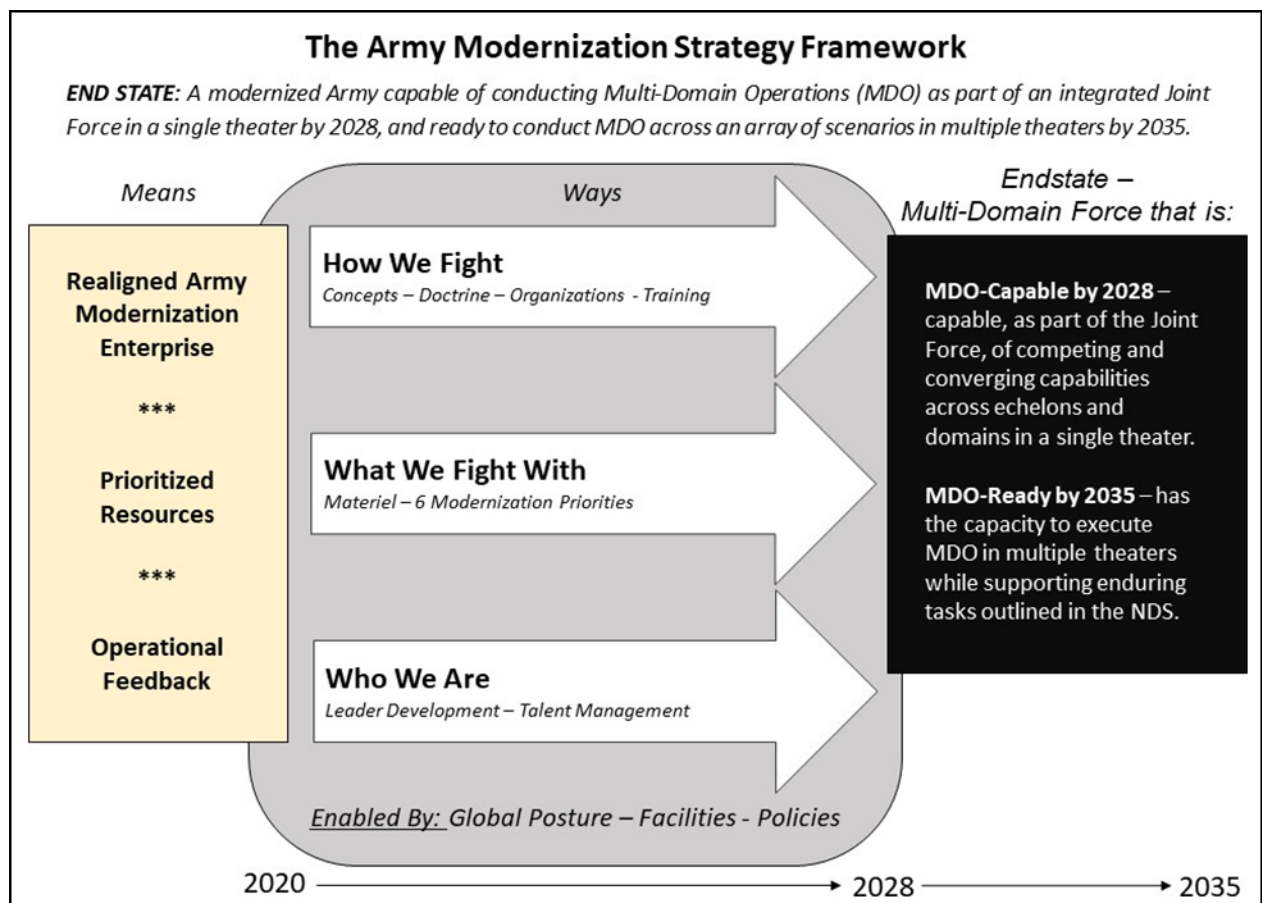 The Army Modernization Strategy Framework
END STATE: A modernized Army capable of conducting Multi-Domain Operations (MDO) as part of an integrated Joint
Force in a single theater by 2028, and ready to conduct MDO across an array of scenarios in multiple theaters by 2035.
Means
Realigned Army
Modernization
Enterprise
***
Prioritized
Resources
***
Operational
Feedback
Ways
How We Fight
Concepts – Doctrine – Organizations - Training
What We Fight With
Materiel – 6 Modernization Priorities
Who We Are
Leader Development – Talent Management
Enabled By: Global Posture – Facilities - Policies
Endstate –
Multi-Domain Force that is:
MDO-Capable by 2028 –
capable, as part of the Joint
Force, of competing and
converging capabilities
across echelons and
domains in a single theater.
MDO-Ready by 2035 – has
the capacity to execute
MDO in multiple theaters
while supporting enduring
tasks outlined in the NDS.
2020 2028 2035